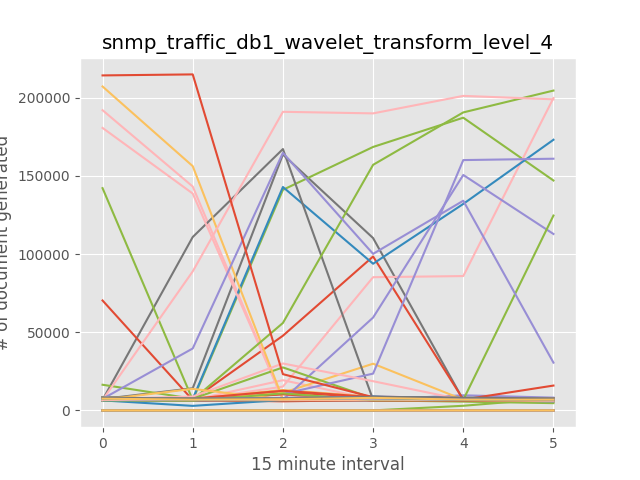 snmp_traffic_db1_wavelet_transform_level_4
200000
150000
100000
50000
0
# of document generated
0 1 2 3 4 5
15 minute interval